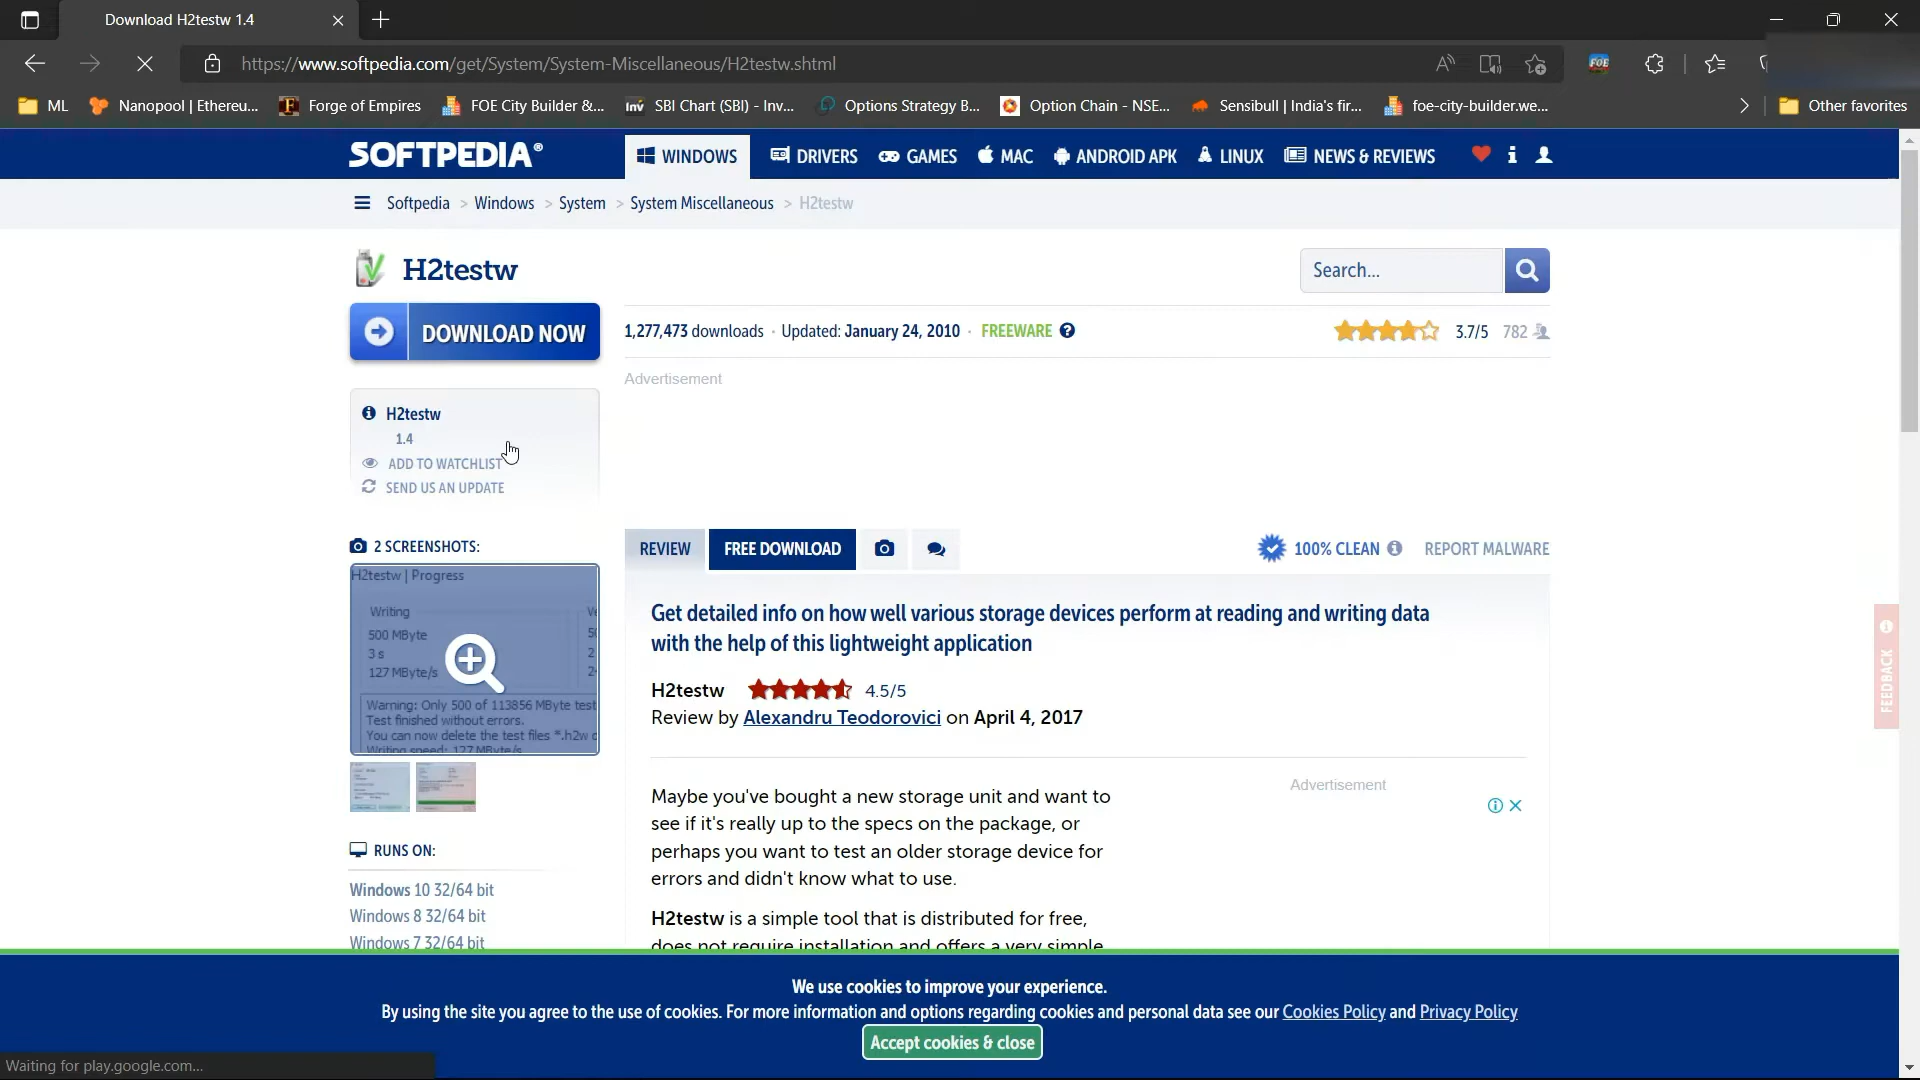 Download H2testw 1.4
https://www.softpedia.com/get/System/System-Miscellaneous/H2testw.shtml
ML
Nanopool | Ethereu...
Forge of Empires
FOE City Builder &...
SBI Chart (SBI) - Inv...
Options Strategy B...
Option Chain - NSE...
Sensibull | India's fir...
foe-city-builder.we...
Other favorites
SOFTPEDIA®
WINDOWS
DRIVERS
GAMES
MAC
ANDROID APK
LINUX
NEWS & REVIEWS
Softpedia > Windows > System > System Miscellaneous > H2testw
H2testw
Search...
DOWNLOAD NOW
1,277,473 downloads · Updated: January 24, 2010 · FREEWARE
3.7/5 782
Advertisement
H2testw
1.4
ADD TO WATCHLIST
SEND US AN UPDATE
2 SCREENSHOTS:
REVIEW
FREE DOWNLOAD
100% CLEAN
REPORT MALWARE
H2testw | Progress
Writing
500 MByte
3 s
127 MByte/s
Warning: Only 500 of 113856 MByte test
Test finished without errors.
You can now delete the test files *.h2w
Writing speed: 127 MByte/s
Get detailed info on how well various storage devices perform at reading and writing data
with the help of this lightweight application
H2testw 4.5/5
Review by Alexandru Teodorovici on April 4, 2017
FEEDBACK
Maybe you've bought a new storage unit and want to
see if it's really up to the specs on the package, or
perhaps you want to test an older storage device for
errors and didn't know what to use.
Advertisement
RUNS ON:
Windows 10 32/64 bit
Windows 8 32/64 bit
Windows 7 32/64 bit
H2testw is a simple tool that is distributed for free,
does not require installation and offers a very simple
We use cookies to improve your experience.
By using the site you agree to the use of cookies. For more information and options regarding cookies and personal data see our Cookies Policy and Privacy Policy
Accept cookies & close
Waiting for play.google.com...